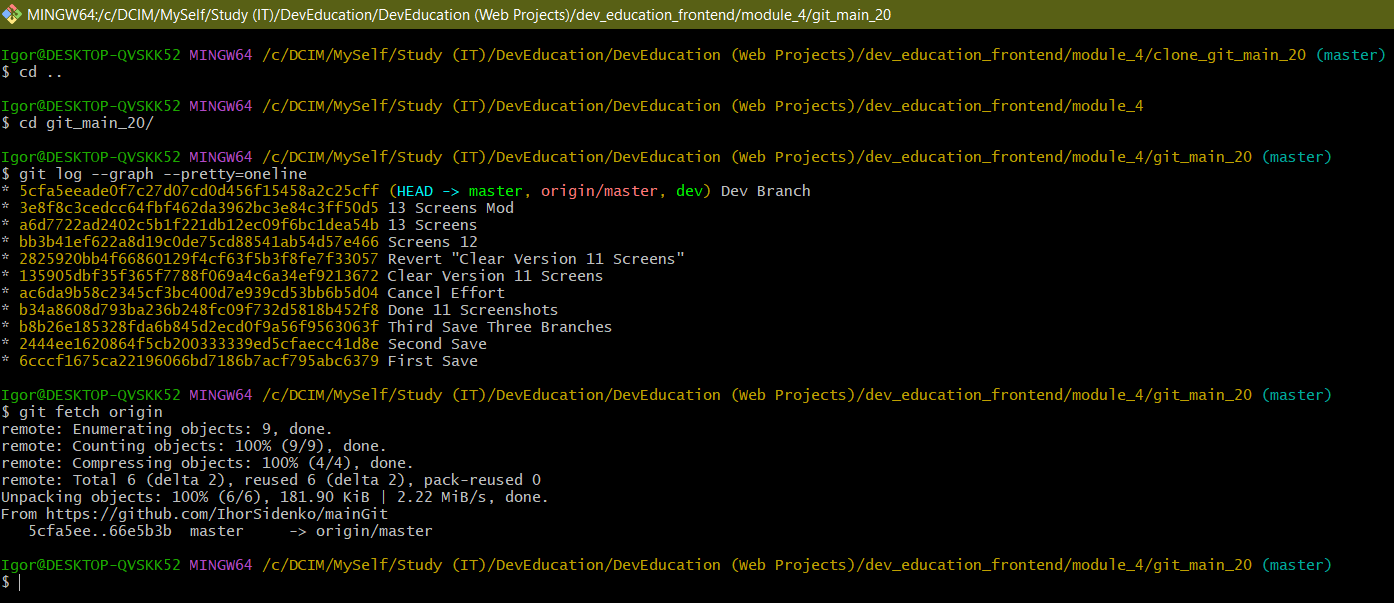 MINGW64:/c/DCIM/MySelf/Study (IT)/DevEducation/DevEducation (Web Projects)/dev_education_frontend/module_4/git_main_20
Igor@DESKTOP-QVSKK52 MINGW64 /c/DCIM/MySelf/Study (IT)/DevEducation/DevEducation (Web Projects)/dev_education_frontend/module_4/clone_git_main_20 (master)
$ cd ..
Igor@DESKTOP-QVSKK52 MINGW64 /c/DCIM/MySelf/Study (IT)/DevEducation/DevEducation (Web Projects)/dev_education_frontend/module_4
$ cd git_main_20/
Igor@DESKTOP-QVSKK52 MINGW64 /c/DCIM/MySelf/Study (IT)/DevEducation/DevEducation (Web Projects)/dev_education_frontend/module_4/git_main_20 (master)
$ git log --graph --pretty=oneline
* 5cfa5eeade0f7c27d07cd0d456f15458a2c25cff (HEAD -> master, origin/master, dev) Dev Branch
* 3e8f8c3cedcc64fbf462da3962bc3e84c3ff50d5 13 Screens Mod
* a6d7722ad2402c5b1f221db12ec09f6bc1dea54b 13 Screens
* bb3b41ef622a8d19c0de75cd88541ab54d57e466 Screens 12
* 2825920bb4f66860129f4cf63f5b3f8fe7f33057 Revert "Clear Version 11 Screens"
* 135905dbf35f365f7788f069a4c6a34ef9213672 Clear Version 11 Screens
* ac6da9b58c2345cf3bc400d7e939cd53bb6b5d04 Cancel Effort
* b34a8608d793ba236b248fc09f732d5818b452f8 Done 11 Screenshots
* b8b26e185328fda6b845d2ecd0f9a56f9563063f Third Save Three Branches
* 2444ee1620864f5cb200333339ed5cfaecc41d8e Second Save
* 6cccf1675ca22196066bd7186b7acf795abc6379 First Save
Igor@DESKTOP-QVSKK52 MINGW64 /c/DCIM/MySelf/Study (IT)/DevEducation/DevEducation (Web Projects)/dev_education_frontend/module_4/git_main_20 (master)
$ git fetch origin
remote: Enumerating objects: 9, done.
remote: Counting objects: 100% (9/9), done.
remote: Compressing objects: 100% (4/4), done.
remote: Total 6 (delta 2), reused 6 (delta 2), pack-reused 0
Unpacking objects: 100% (6/6), 181.90 KiB | 2.22 MiB/s, done.
From https://github.com/IhorSidenko/mainGit
   5cfa5ee..66e5b3b  master     -> origin/master
Igor@DESKTOP-QVSKK52 MINGW64 /c/DCIM/MySelf/Study (IT)/DevEducation/DevEducation (Web Projects)/dev_education_frontend/module_4/git_main_20 (master)
$